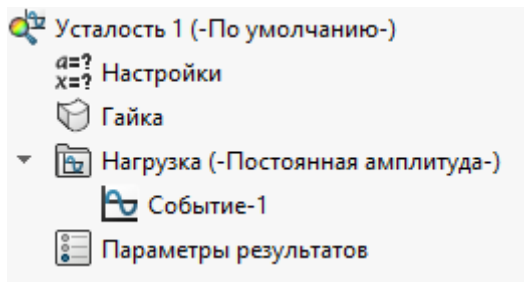 Усталость 1 (-По умолчанию-)
a=?
x=? Настройки
Гайка
Нагрузка (-Постоянная амплитуда-)
Событие-1
Параметры результатов